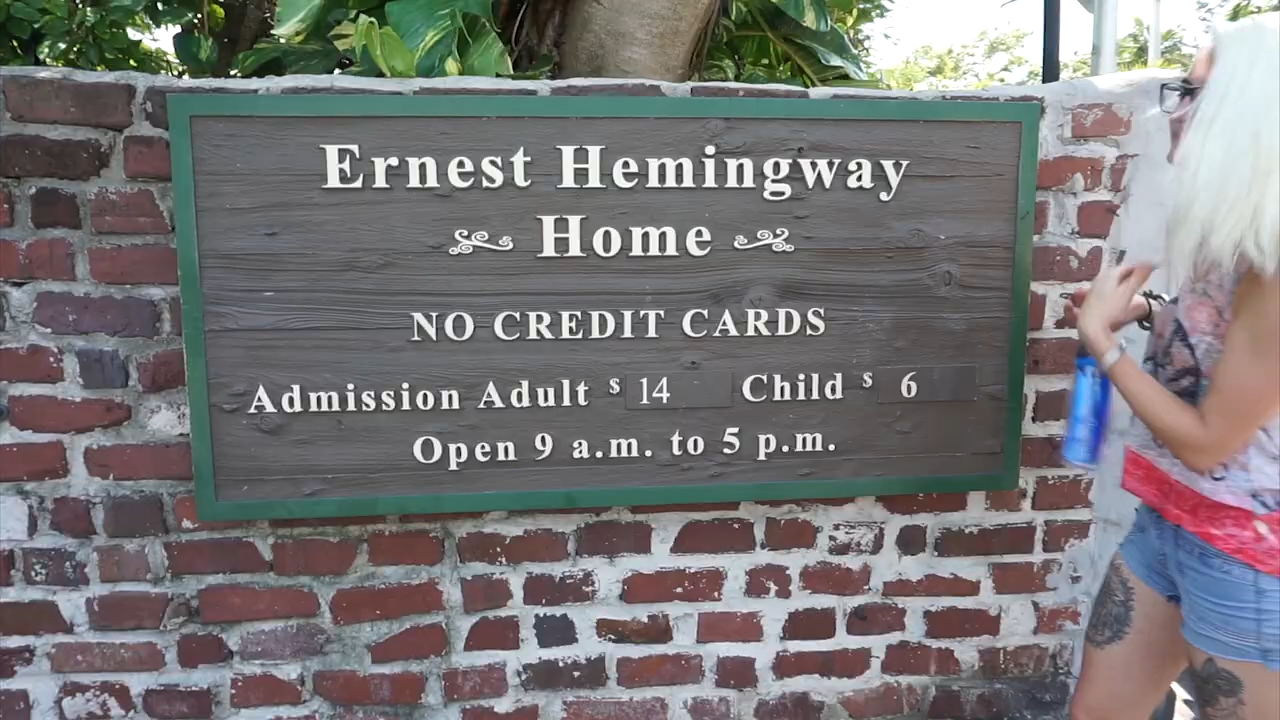 Ernest Hemingway
Home
NO CREDIT CARDS
Admission Adult $ 14 Child $ 6
Open 9 a.m. to 5 p.m.